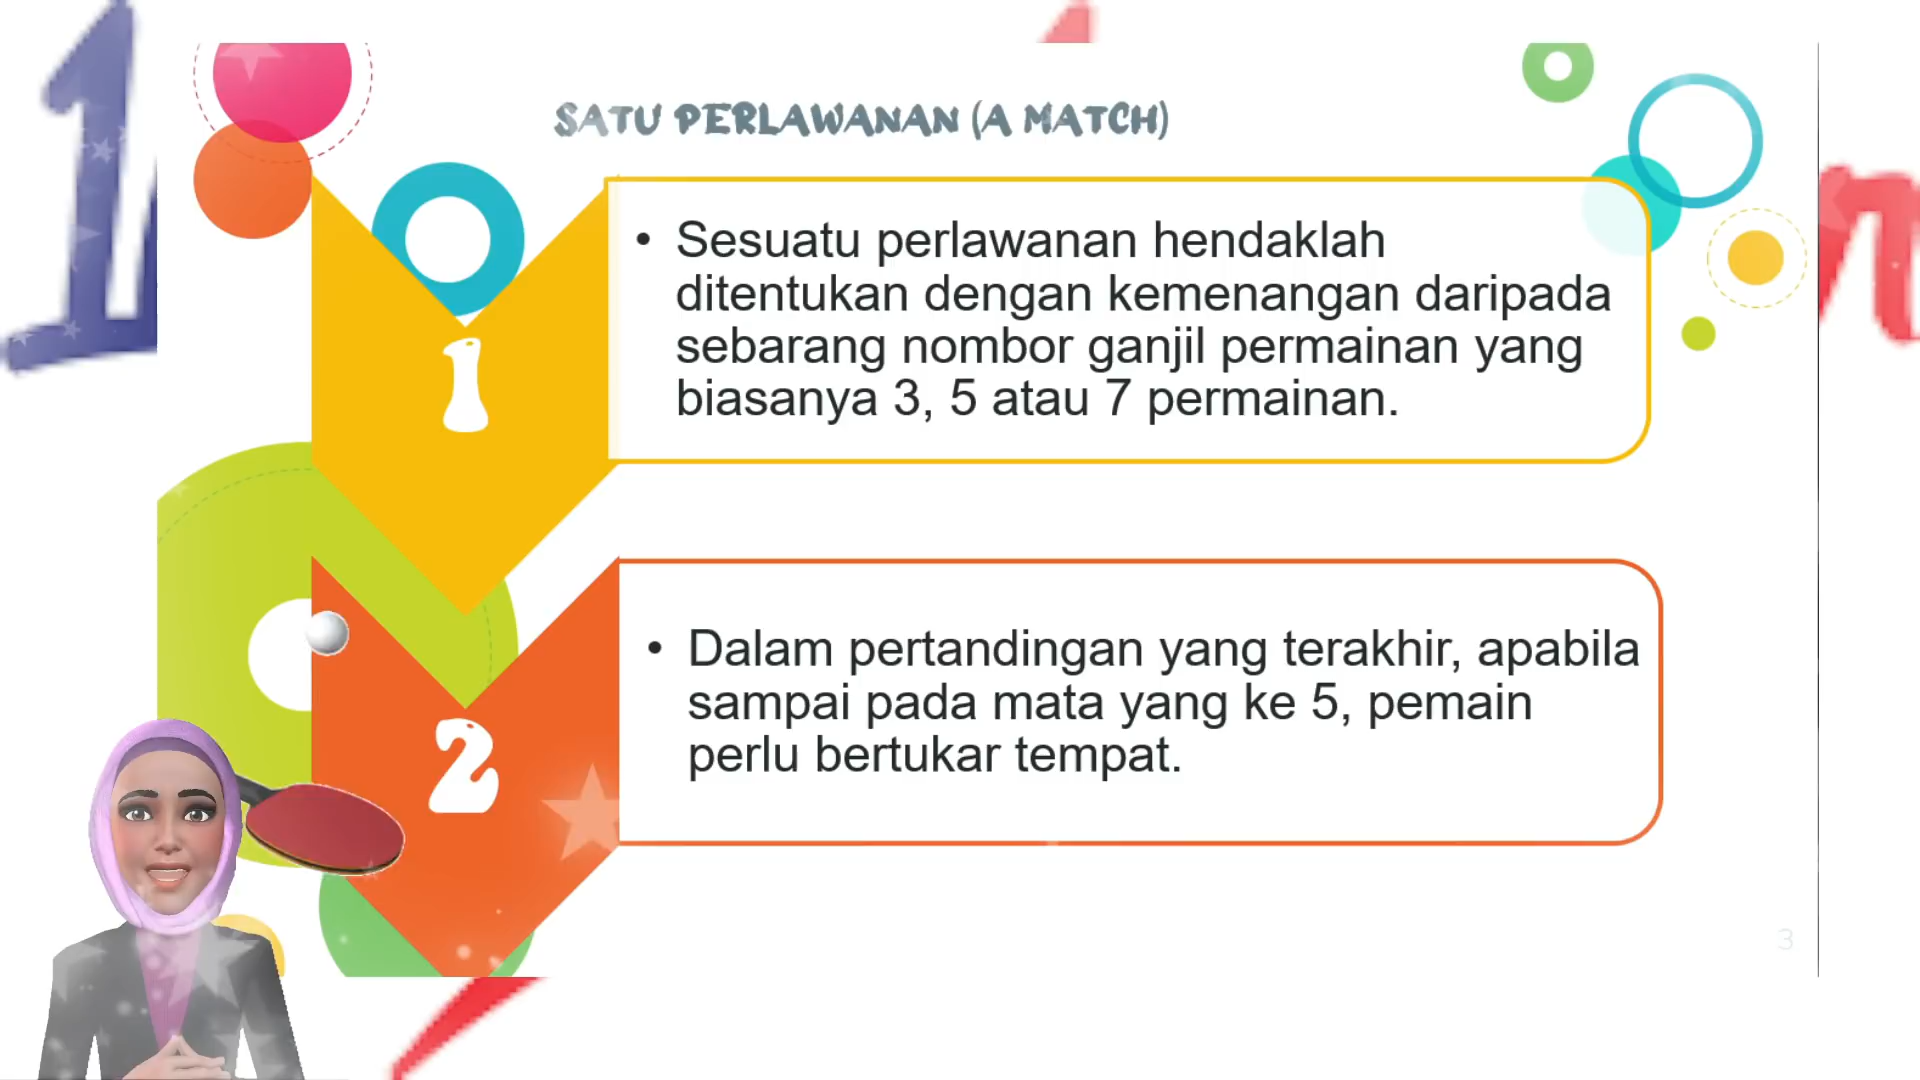 SATU PERLAWANAN (A MATCH)
1
• Sesuatu perlawanan hendaklah
ditentukan dengan kemenangan daripada
sebarang nombor ganjil permainan yang
biasanya 3, 5 atau 7 permainan.
2
• Dalam pertandingan yang terakhir, apabila
sampai pada mata yang ke 5, pemain
perlu bertukar tempat.
3